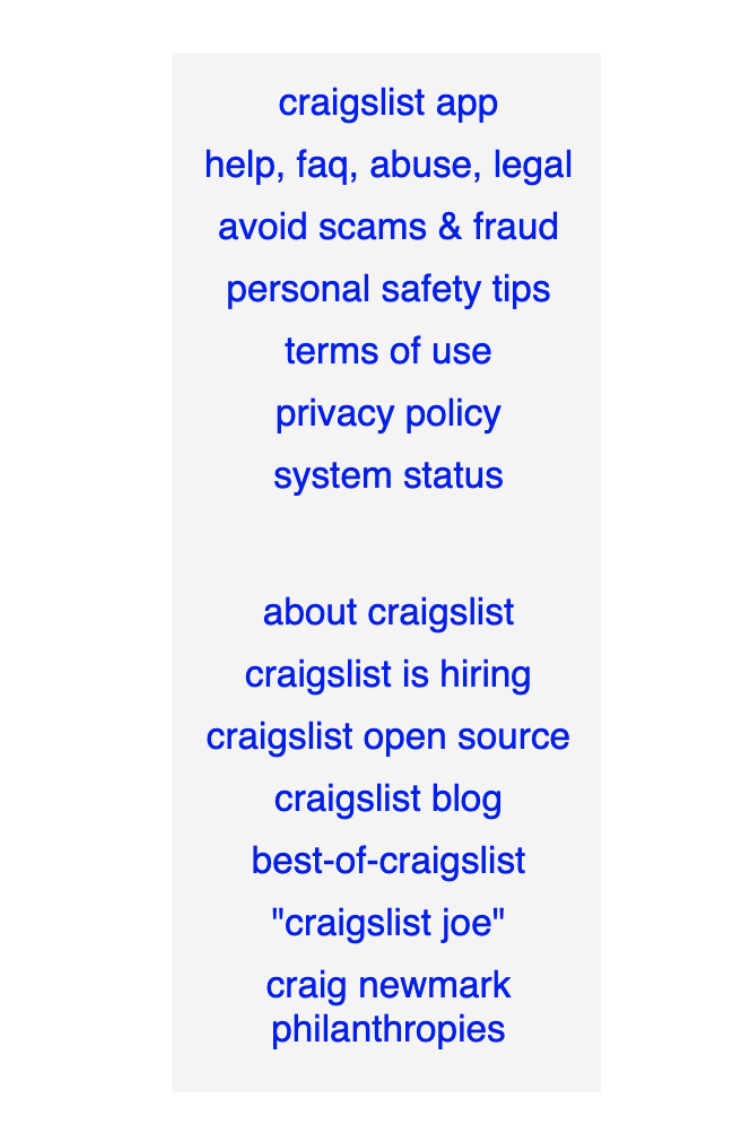 craigslist app
help, faq, abuse, legal
avoid scams & fraud
personal safety tips
terms of use
privacy policy
system status
about craigslist
craigslist is hiring
craigslist open source
craigslist blog
best-of-craigslist
"craigslist joe"
craig newmark
philanthropies